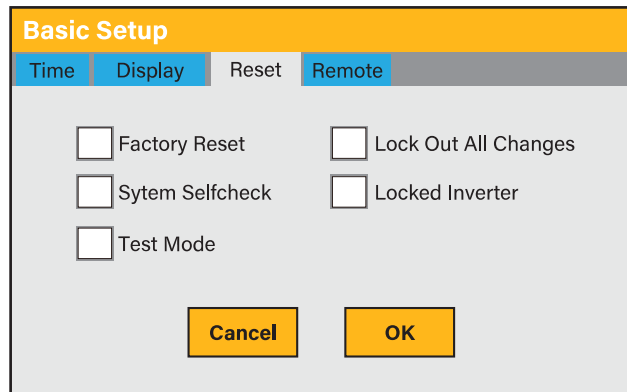 Basic Setup
Time Display Reset Remote
Factory Reset Lock Out All Changes
Sytem Selfcheck Locked Inverter
Test Mode
Cancel OK